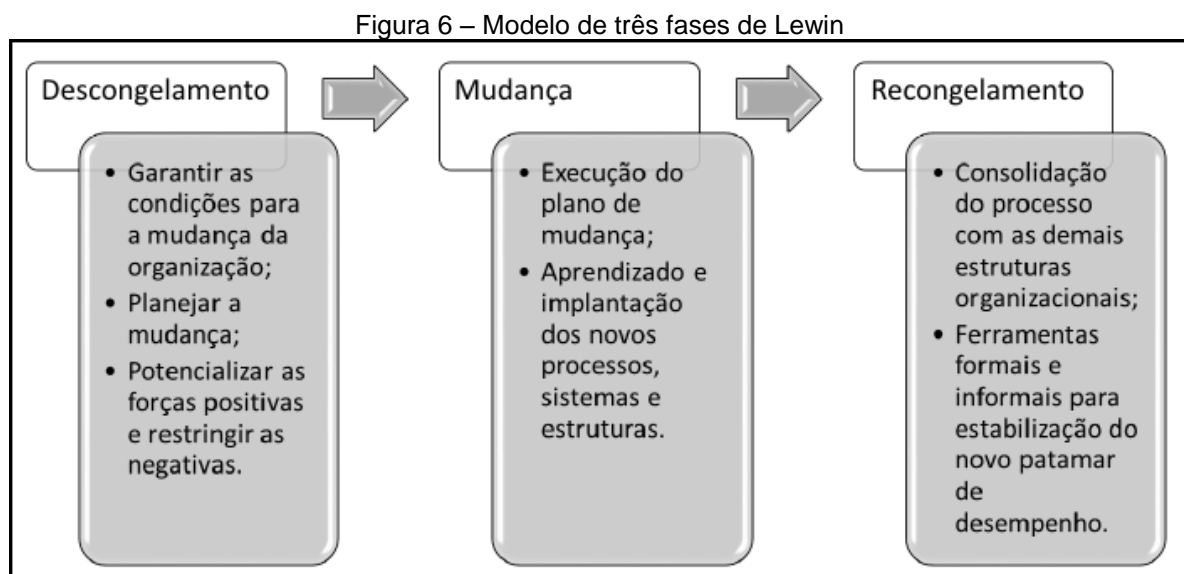 Figura 6 – Modelo de três fases de Lewin
Descongelamento
• Garantir as
condições para
a mudança da
organização;
• Planejar a
mudança;
• Potencializar as
forças positivas
e restringir as
negativas.
Mudança
• Execução do
plano de
mudança;
• Aprendizado e
implantação
dos novos
processos,
sistemas e
estruturas.
Recongelamento
• Consolidação
do processo
com as demais
estruturas
organizacionais;
• Ferramentas
formais e
informais para
estabilização do
novo patamar
de
desempenho.